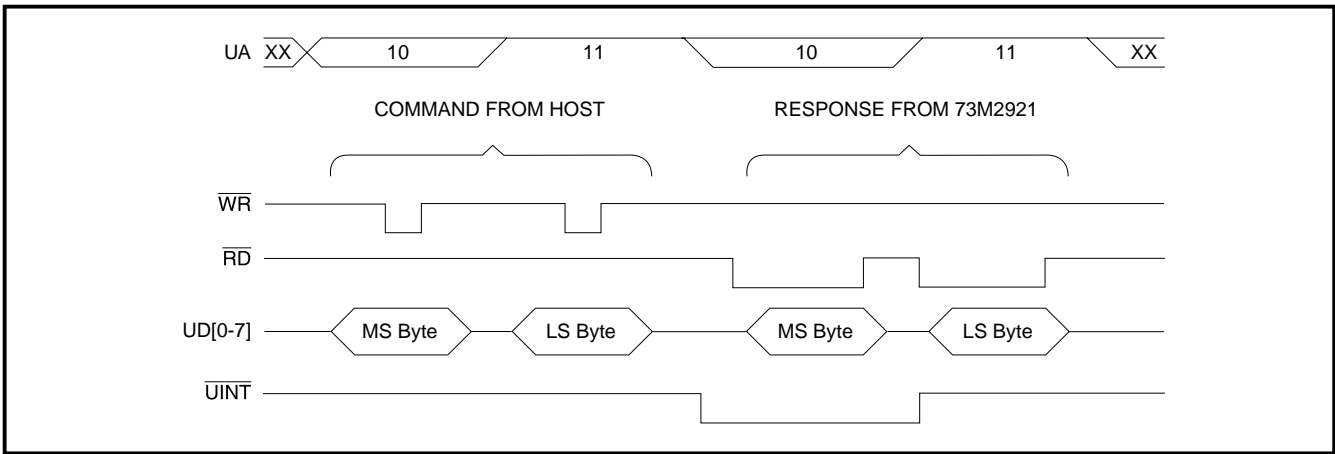 UA XX 10 11 10 11 XX
COMMAND FROM HOST RESPONSE FROM 73M2921
WR
RD
UD[0-7] MS Byte LS Byte MS Byte LS Byte
UINT